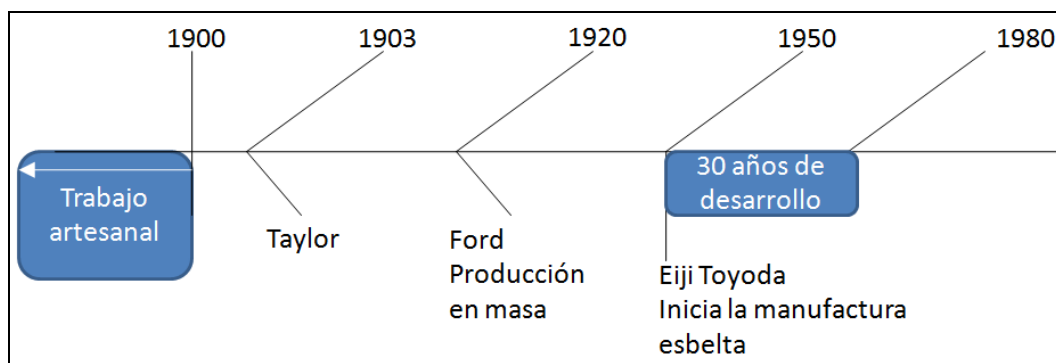 1900
1903
1920
1950
1980
Trabajo
artesanal
Taylor
Ford
Producción
en masa
30 años de
desarrollo
Eiji Toyoda
Inicia la manufactura
esbelta